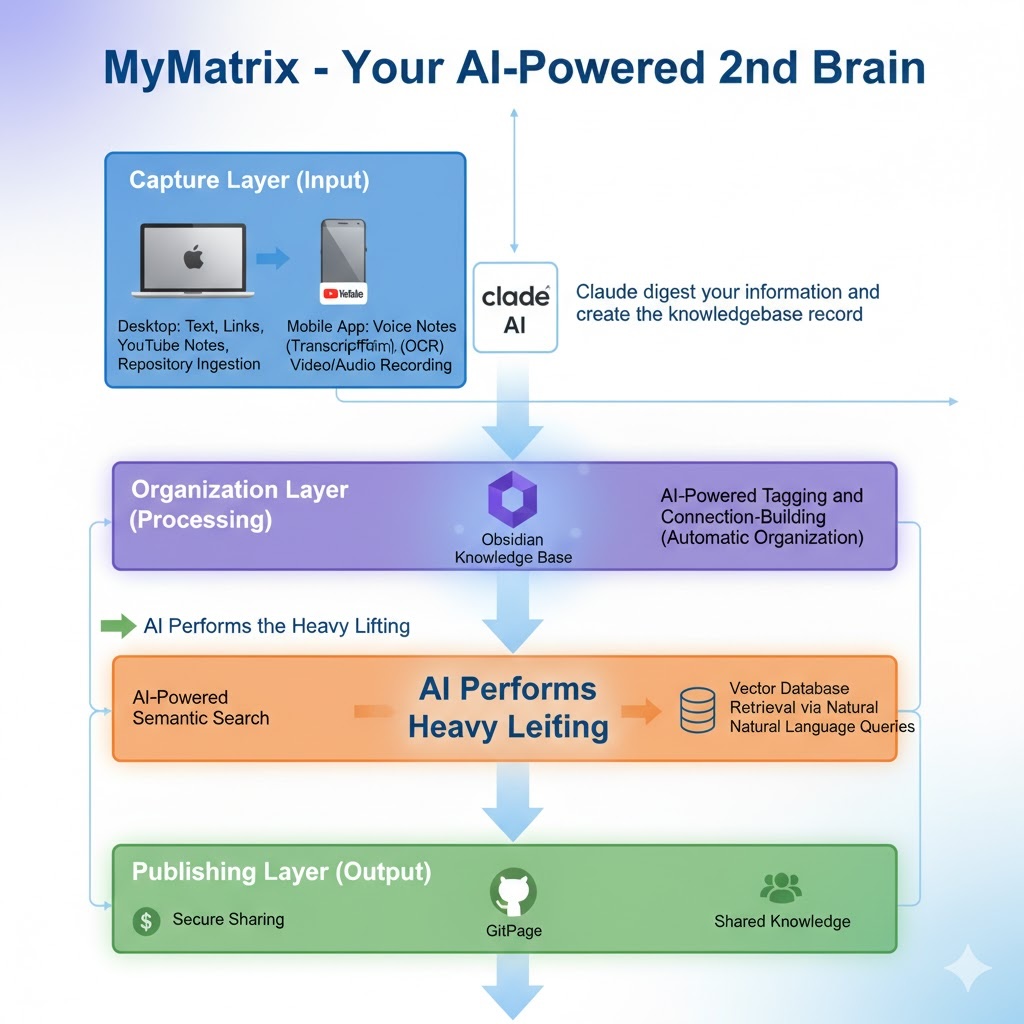 MyMatrix - Your AI-Powered 2nd Brain
Capture Layer (Input)
Desktop: Text, Links,
YouTube Notes,
Repository Ingestion
Mobile App: Voice Notes
(OCR)
Video/Audio Recording
clade
AI
Claude digest your information and
create the knowledgebase record
Organization Layer
(Processing)
Obsidian
Knowledge Base
AI-Powered Tagging and
Connection-Building
(Automatic Organization)
AI Performs the Heavy Lifting
AI-Powered
Semantic Search
AI Performs
Heavy Leifting
Vector Database
Retrieval via Natural
Natural Language Queries
Publishing Layer (Output)
$
Secure Sharing
GitPage
Shared Knowledge